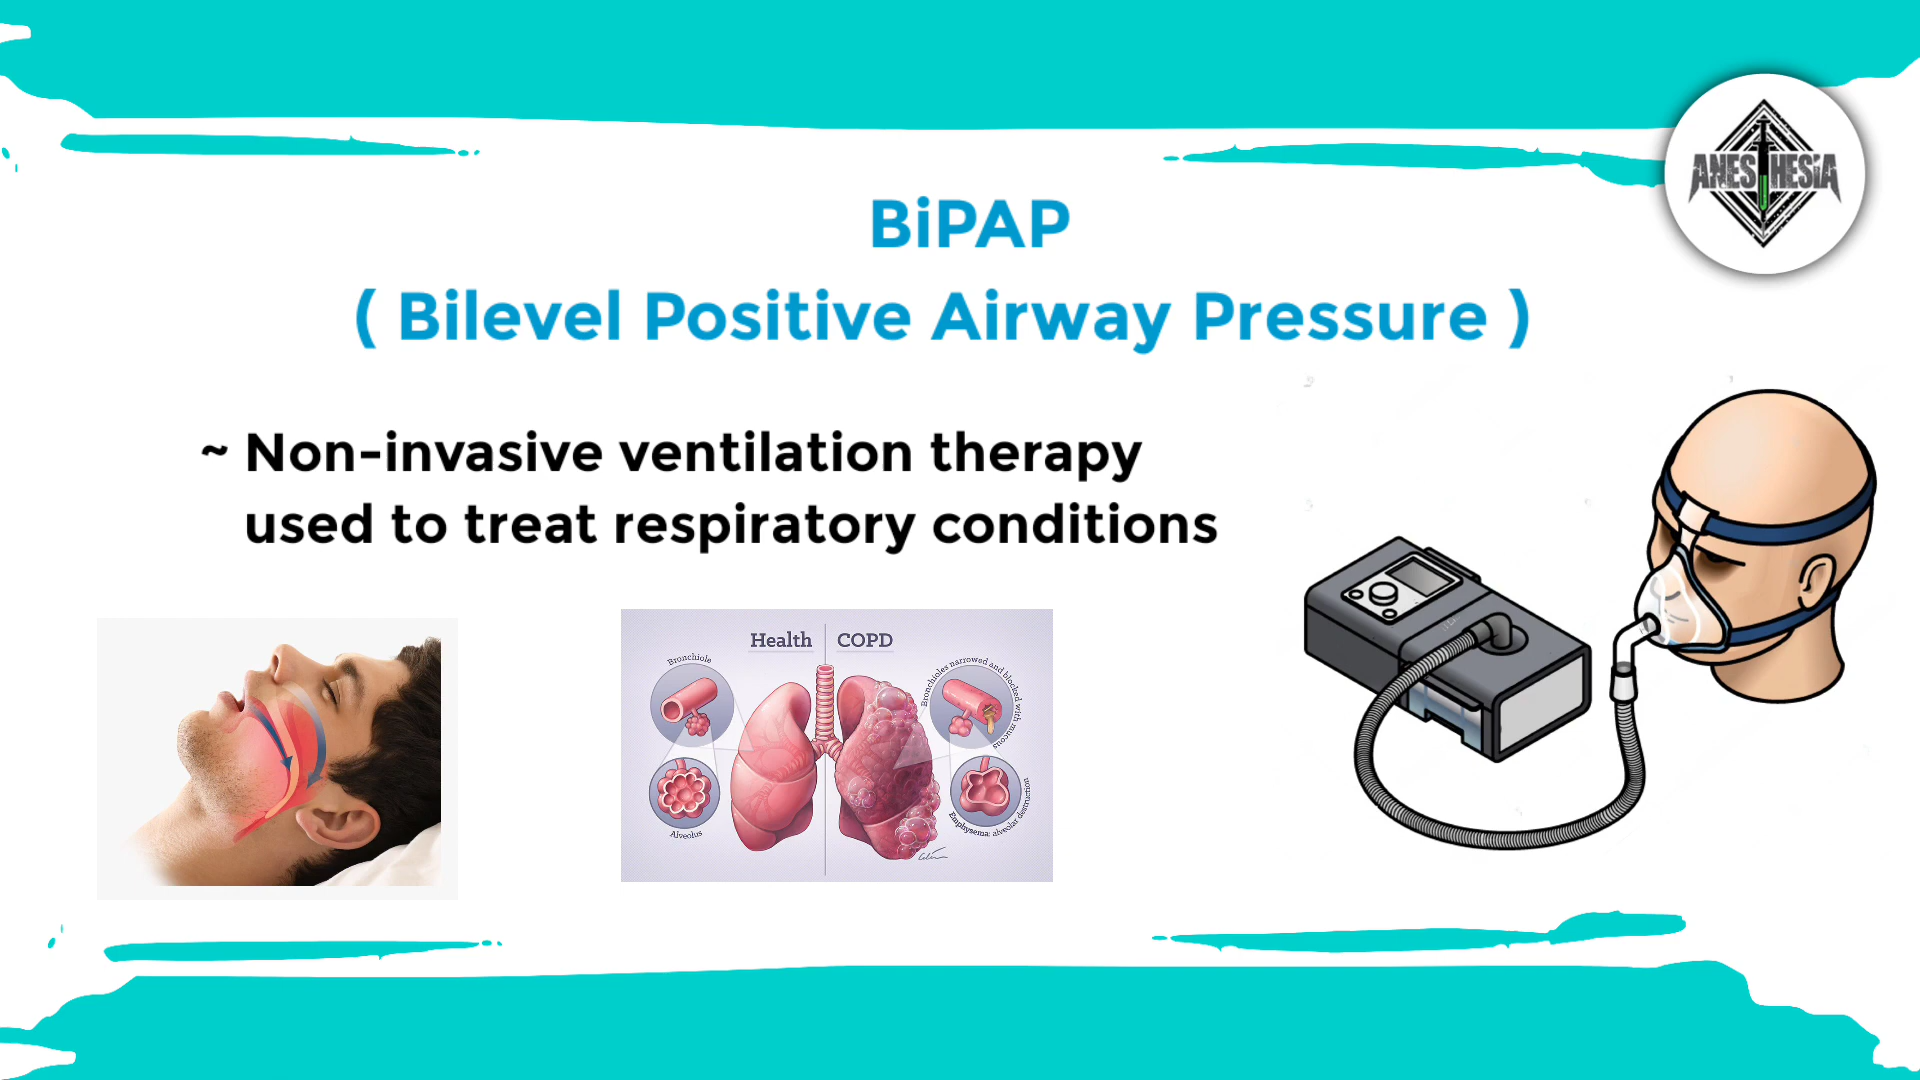 ANESTHESIA
BiPAP
( Bilevel Positive Airway Pressure )
~ Non-invasive ventilation therapy
used to treat respiratory conditions
Health
COPD
Bronchiole
Bronchioles narrowed and blocked with mucous
Alveolus
Emphysema: alveolar destruction